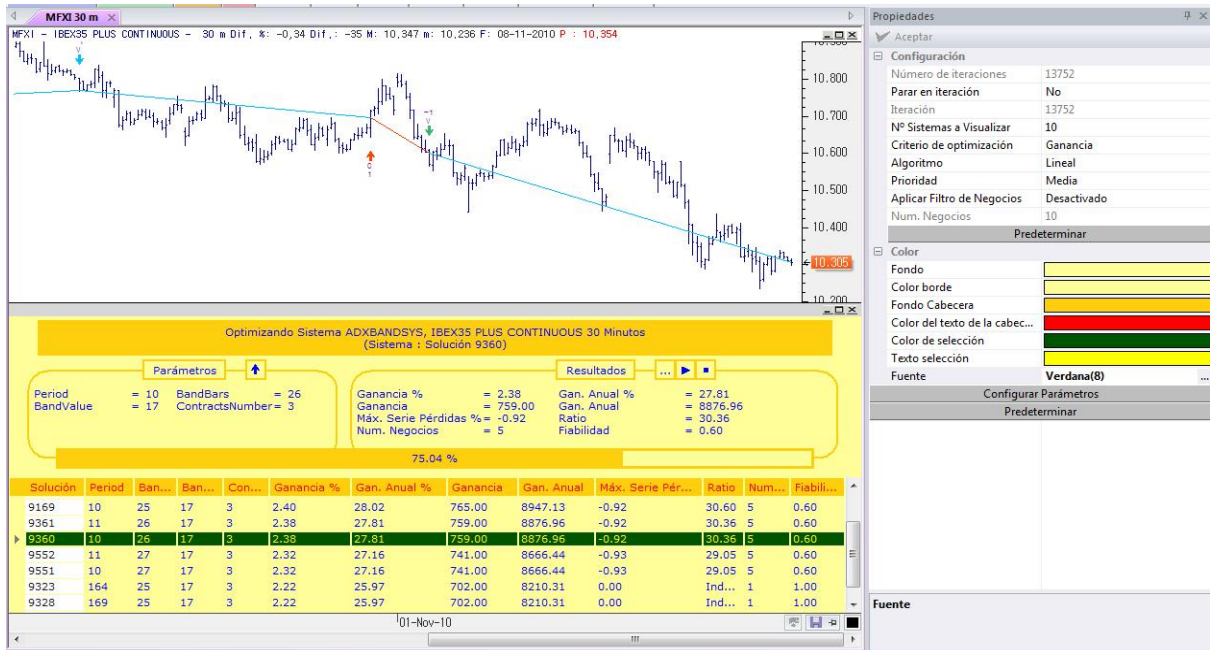 MFXI 30 m
MFXI - IBEX35 PLUS CONTINUOUS - 30 m Dif, %: -0,34 Dif,: -35 M: 10,347 m: 10,236 F: 08-11-2010 P : 10,354
V
-1
V
C
1
10.800
10.700
10.600
10.500
10.400
10.305
10.200
Optimizando Sistema ADXBANDSYS, IBEX35 PLUS CONTINUOUS 30 Minutos
(Sistema : Solución 9360)
Parámetros
Period = 10 BandBars = 26
BandValue = 17 ContractsNumber= 3
Resultados ...
Ganancia % = 2.38 Gan. Anual % = 27.81
Ganancia = 759.00 Gan. Anual = 8876.96
Máx. Serie Pérdidas % = -0.92 Ratio = 30.36
Num. Negocios = 5 Fiabilidad = 0.60
75.04 %
Solución Period Ban... Ban... Con... Ganancia % Gan. Anual % Ganancia Gan. Anual Máx. Serie Pér... Ratio Num... Fiabili...
9169 10 25 17 3 2.40 28.02 765.00 8947.13 -0.92 30.60 5 0.60
9361 11 26 17 3 2.38 27.81 759.00 8876.96 -0.92 30.36 5 0.60
9360 10 26 17 3 2.38 27.81 759.00 8876.96 -0.92 30.36 5 0.60
9552 11 27 17 3 2.32 27.16 741.00 8666.44 -0.93 29.05 5 0.60
9551 10 27 17 3 2.32 27.16 741.00 8666.44 -0.93 29.05 5 0.60
9323 164 25 17 3 2.22 25.97 702.00 8210.31 0.00 Ind... 1 1.00
9328 169 25 17 3 2.22 25.97 702.00 8210.31 0.00 Ind... 1 1.00
01-Nov-10
Propiedades
Aceptar
Configuración
Número de iteraciones 13752
Parar en iteración No
Iteración 13752
Nº Sistemas a Visualizar 10
Criterio de optimización Ganancia
Algoritmo Lineal
Prioridad Media
Aplicar Filtro de Negocios Desactivado
Num. Negocios 10
Predeterminar
Color
Fondo
Color borde
Fondo Cabecera
Color del texto de la cabec...
Color de selección
Texto selección
Fuente Verdana(8) ...
Configurar Parámetros
Predeterminar
Fuente